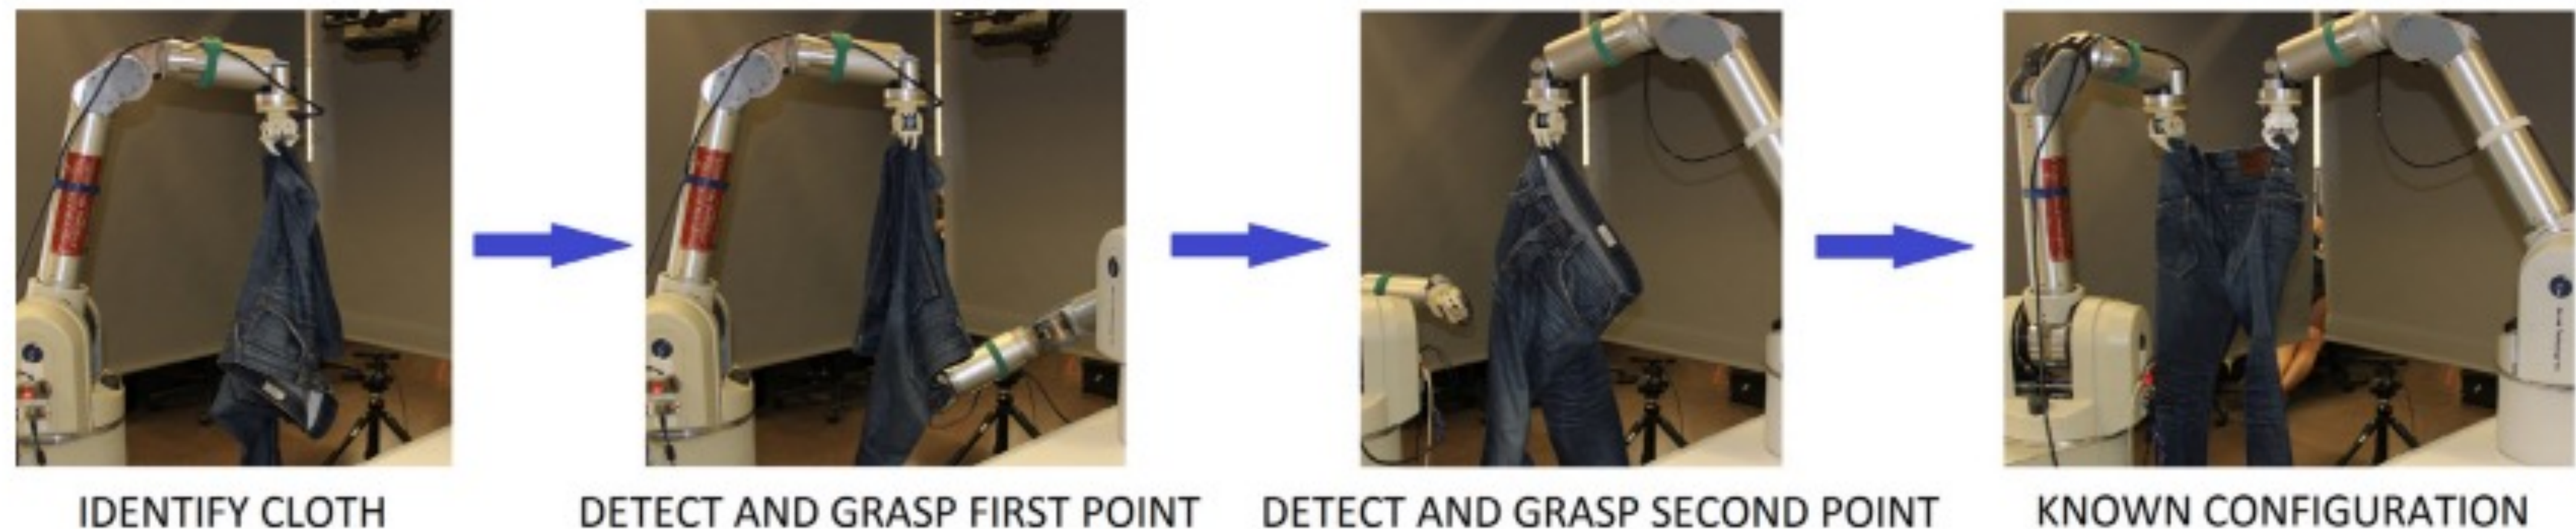 IDENTIFY CLOTH
DETECT AND GRASP FIRST POINT
DETECT AND GRASP SECOND POINT
KNOWN CONFIGURATION